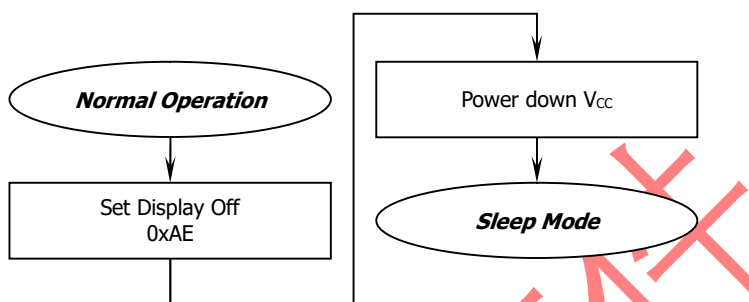 Normal Operation
Set Display Off
0xAE
Power down VCC
Sleep Mode